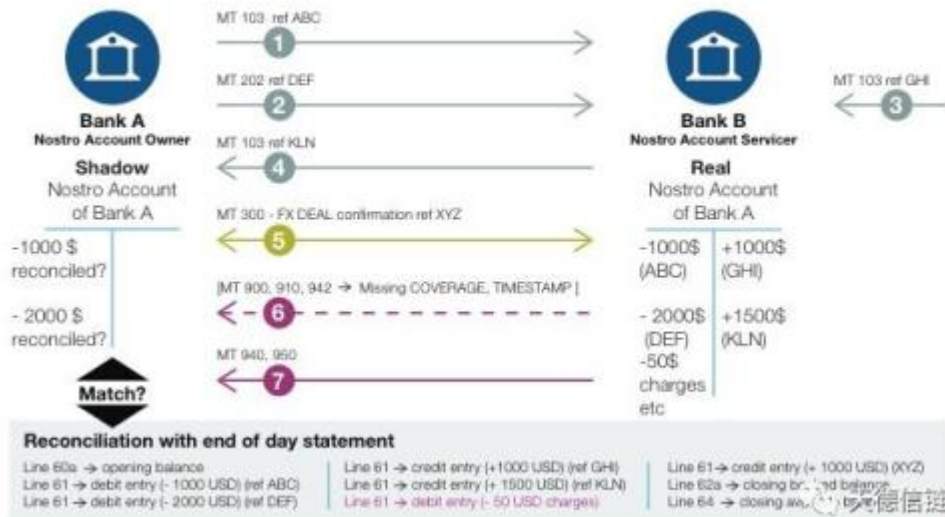 MT 103 ref ABC
1
MT 202 ref DEF
2
MT 103 ref GHI
3
Bank A
Nostro Account Owner
Bank B
Nostro Account Servicer
MT 103 ref KLN
4
Shadow
Nostro Account
of Bank A
Real
Nostro Account
of Bank A
MT 300 - FX DEAL confirmation ref XYZ
5
-1000 $
reconciled?
- 2000 $
reconciled?
-1000$
(ABC)
+1000$
(GHI)
|MT 900, 910, 942 → Missing COVERAGE, TIMESTAMP |
6
- 2000$
(DEF)
-50$
charges
etc
+1500$
(KLN)
MT 940, 950
7
Match?
Reconciliation with end of day statement
Line 60a → opening balance
Line 61 → debit entry (- 1000 USD) (ref ABC)
Line 61 → debit entry (- 2000 USD) (ref DEF)
Line 61 → credit entry (+1000 USD) (ref GHI)
Line 61 → credit entry (+ 1500 USD) (ref KLN)
Line 61 → debit entry (- 50 USD charges)
Line 61 → credit entry (+ 1000 USD) (XYZ)
Line 62a → closing balance
Line 64 → closing
天德信链